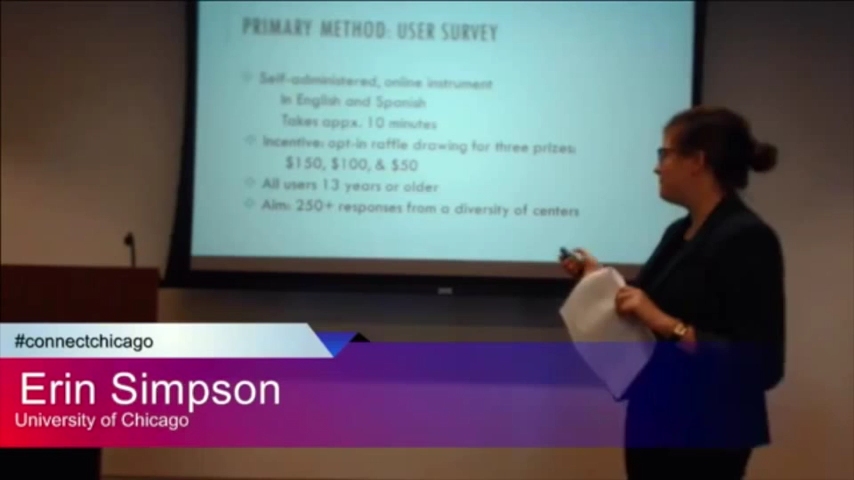 PRIMARY METHOD: USER SURVEY
Self-administered, online instrument
In English and Spanish
Takes appx. 10 minutes
Incentive: opt-in raffle drawing for three prizes:
$150, $100, & $50
All users 13 years or older
Aim: 250+ responses from a diversity of centers
#connectchicago
Erin Simpson
University of Chicago